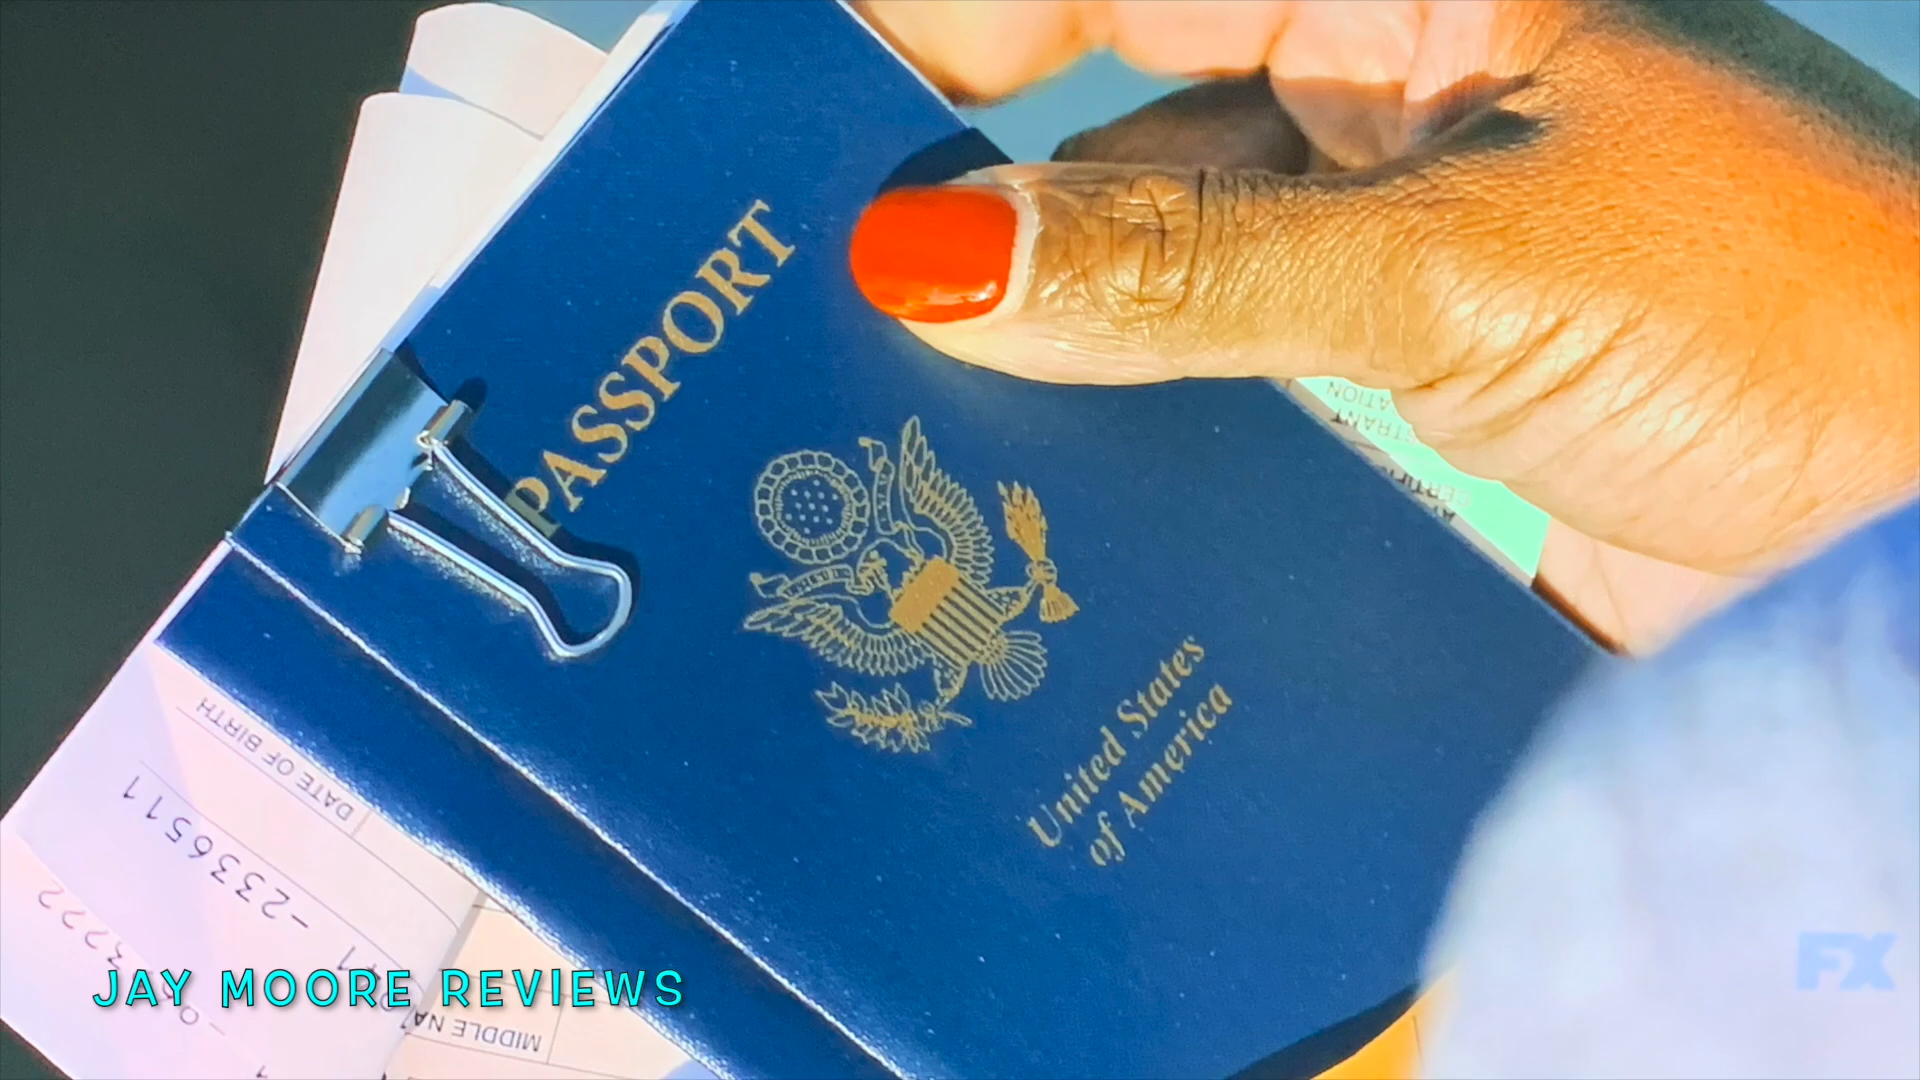 PASSPORT
United States
of America
DATE OF BIRTH
-2336511
MIDDLE NA
JAY MOORE REVIEWS
FX